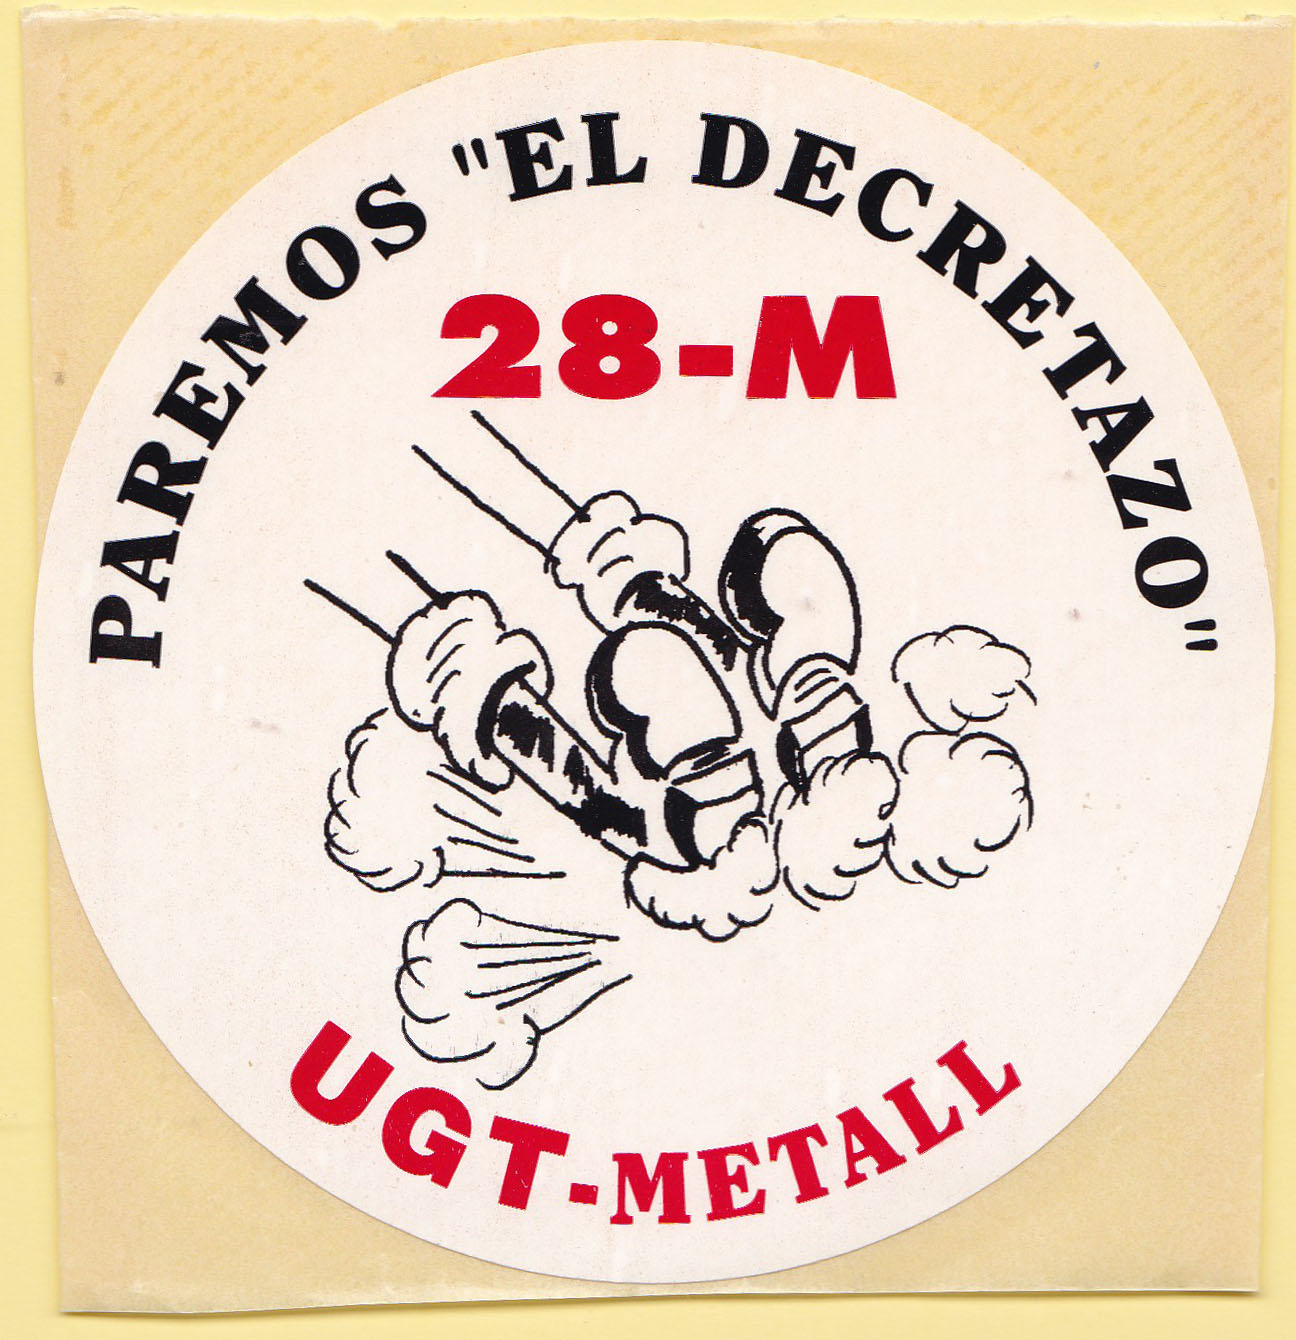 PAREMOS "EL DECRETAZO"
28-M
UGT-METALL